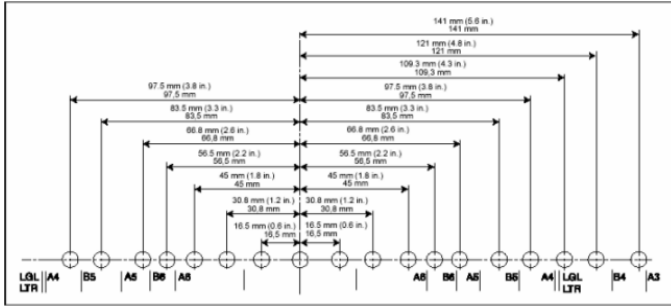 141 mm (5.6 in.)
141 mm
121 mm (4.8 in.)
121 mm
109.3 mm (4.3 in.)
109,3 mm
97.5 mm (3.8 in.)
97,5 mm
97.5 mm (3.8 in.)
97,5 mm
83.5 mm (3.3 in.)
83,5 mm
83.5 mm (3.3 in.)
83,5 mm
66.8 mm (2.6 in.)
66,8 mm
66.8 mm (2.6 in.)
66,8 mm
56.5 mm (2.2 in.)
56,5 mm
56.5 mm (2.2 in.)
56,5 mm
45 mm (1.8 in.)
45 mm
45 mm (1.8 in.)
45 mm
30.8 mm (1.2 in.)
30,8 mm
30.8 mm (1.2 in.)
30,8 mm
16.5 mm (0.6 in.)
16,5 mm
16.5 mm (0.6 in.)
16,5 mm
LGL A4 B5 A5 B6 A6 A6 B6 A5 B5 A4 LGL B4 A3
LTR LTR